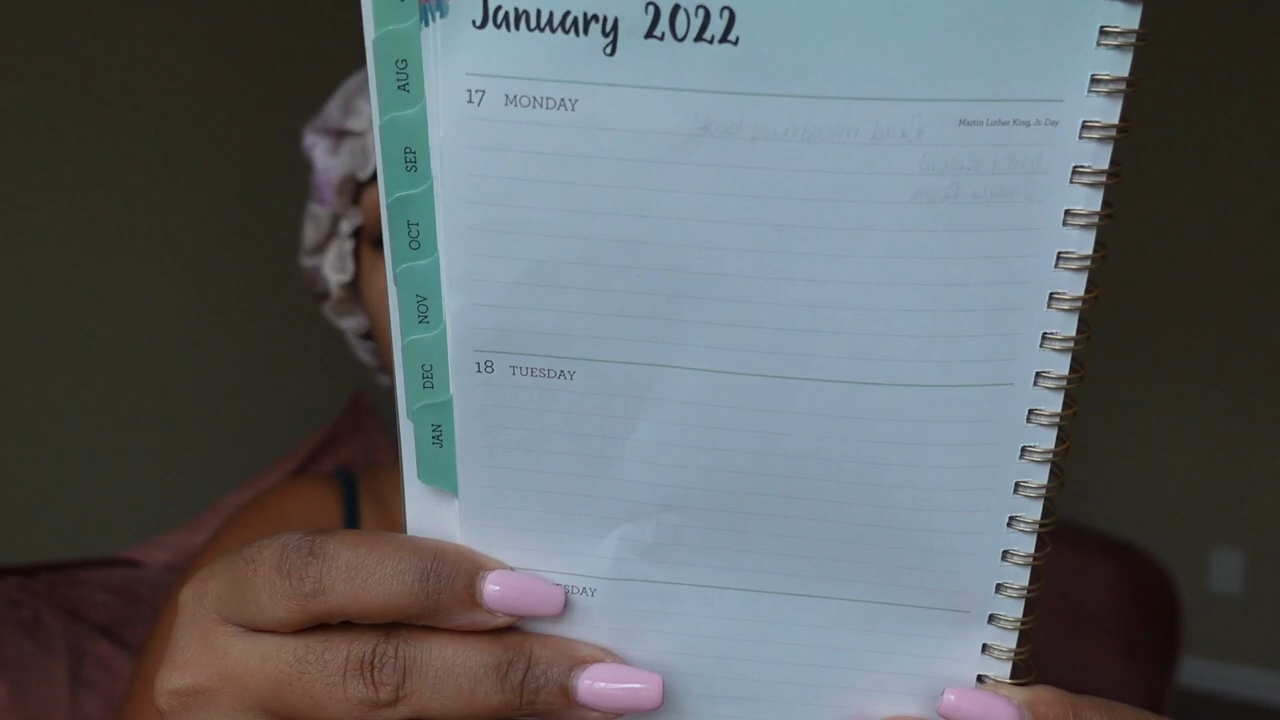 January 2022
AUG
SEP
OCT
NOV
DEC
JAN
17 MONDAY
Martin Luther King, Jr. Day
18 TUESDAY